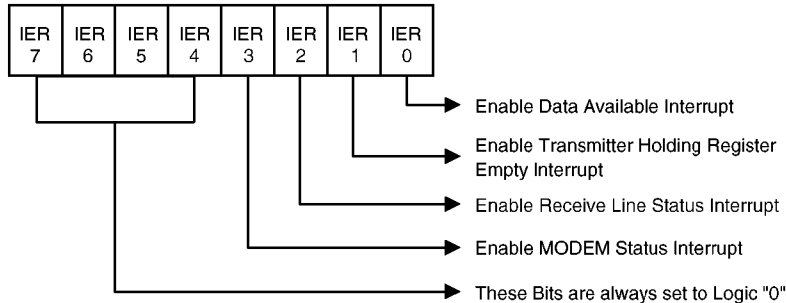 IER IER IER IER IER IER IER IER
7 6 5 4 3 2 1 0
Enable Data Available Interrupt
Enable Transmitter Holding Register
Empty Interrupt
Enable Receive Line Status Interrupt
Enable MODEM Status Interrupt
These Bits are always set to Logic "0"